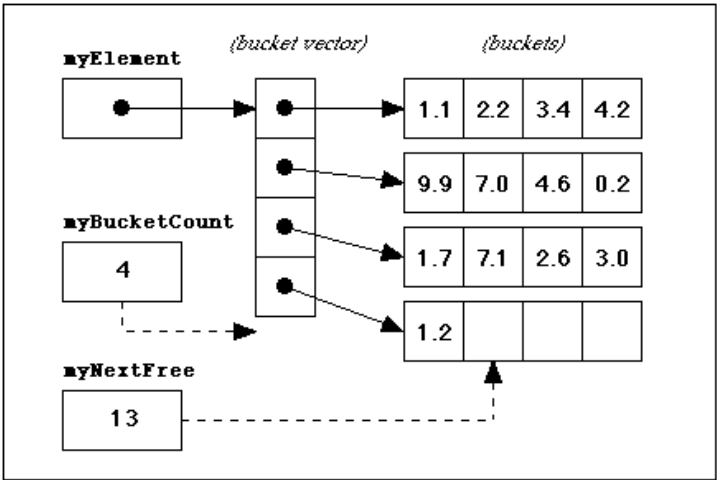 (bucket vector)
(buckets)
myElement
1.1 2.2 3.4 4.2
9.9 7.0 4.6 0.2
myBucketCount
4
1.7 7.1 2.6 3.0
1.2
myNextFree
13